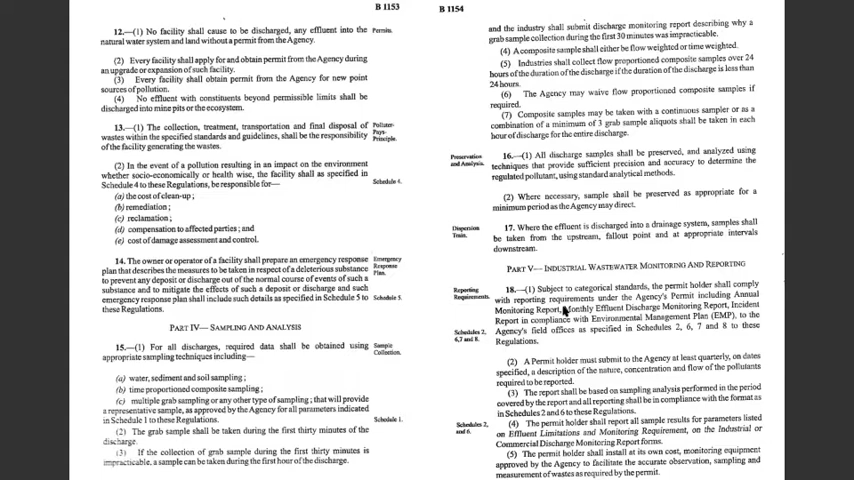 B 1153
12.—(1) No facility shall cause to be discharged, any effluent into the
natural water system and land without a permit from the Agency.
Permits.
(2) Every facility shall apply for and obtain permit from the Agency during
an upgrade or expansion of such facility.
(3) Every facility shall obtain permit from the Agency for new point
sources of pollution.
(4) No effluent with constituents beyond permissible limits shall be
discharged into mine pits or the ecosystem.
13.—(1) The collection, treatment, transportation and final disposal of
wastes within the specified standards and guidelines, shall be the responsibility
of the facility generating the wastes.
Polluter-
Pays-
Principle.
(2) In the event of a pollution resulting in an impact on the environment
whether socio-economically or health wise, the facility shall as specified in
Schedule 4 to these Regulations, be responsible for—
Schedule 4.
(a) the cost of clean-up ;
(b) remediation ;
(c) reclamation ;
(d) compensation to affected parties ; and
(e) cost of damage assessment and control.
14. The owner or operator of a facility shall prepare an emergency response
plan that describes the measures to be taken in respect of a deleterious substance
to prevent any deposit or discharge out of the normal course of events of such a
substance and to mitigate the effects of such a deposit or discharge and such
emergency response plan shall include such details as specified in Schedule 5 to
these Regulations.
Emergency
Response
Plan.
Schedule 5.
PART IV— SAMPLING AND ANALYSIS
15.—(1) For all discharges, required data shall be obtained using
appropriate sampling techniques including—
Sample
Collection.
(a) water, sediment and soil sampling ;
(b) time proportioned composite sampling ;
(c) multiple grab sampling or any other type of sampling ; that will provide
a representative sample, as approved by the Agency for all parameters indicated
in Schedule 1 to these Regulations.
Schedule 1.
(2) The grab sample shall be taken during the first thirty minutes of the
discharge.
(3) If the collection of grab sample during the first thirty minutes is
impracticable, a sample can be taken during the first hour of the discharge.
B 1154
and the industry shall submit discharge monitoring report describing why a
grab sample collection during the first 30 minutes was impracticable.
(4) A composite sample shall either be flow weighted or time weighted.
(5) Industries shall collect flow proportioned composite samples over 24
hours of the duration of the discharge if the duration of the discharge is less than
24 hours.
(6) The Agency may waive flow proportioned composite samples if
required.
(7) Composite samples may be taken with a continuous sampler or as a
combination of a minimum of 3 grab sample aliquots shall be taken in each
hour of discharge for the entire discharge.
Preservation
and Analysis.
16.—(1) All discharge samples shall be preserved, and analyzed using
techniques that provide sufficient precision and accuracy to determine the
regulated pollutant, using standard analytical methods.
(2) Where necessary, sample shall be preserved as appropriate for a
minimum period as the Agency may direct.
Dispersion
Train.
17. Where the effluent is discharged into a drainage system, samples shall
be taken from the upstream, fallout point and at appropriate intervals
downstream.
PART V— INDUSTRIAL WASTEWATER MONITORING AND REPORTING
Reporting
Requirements.
18.—(1) Subject to categorical standards, the permit holder shall comply
with reporting requirements under the Agency's Permit including Annual
Monitoring Report, Monthly Effluent Discharge Monitoring Report, Incident
Report in compliance with Environmental Management Plan (EMP), to the
Agency's field offices as specified in Schedules 2, 6, 7 and 8 to these
Regulations.
Schedules 2,
6,7 and 8.
(2) A Permit holder must submit to the Agency at least quarterly, on dates
specified, a description of the nature, concentration and flow of the pollutants
required to be reported.
(3) The report shall be based on sampling analysis performed in the period
covered by the report and all reporting shall be in compliance with the format as
in Schedules 2 and 6 to these Regulations.
Schedules 2,
and 6.
(4) The permit holder shall report all sample results for parameters listed
on Effluent Limitations and Monitoring Requirement, on the Industrial or
Commercial Discharge Monitoring Report forms.
(5) The permit holder shall install at its own cost, monitoring equipment
approved by the Agency to facilitate the accurate observation, sampling and
measurement of wastes as required by the permit.